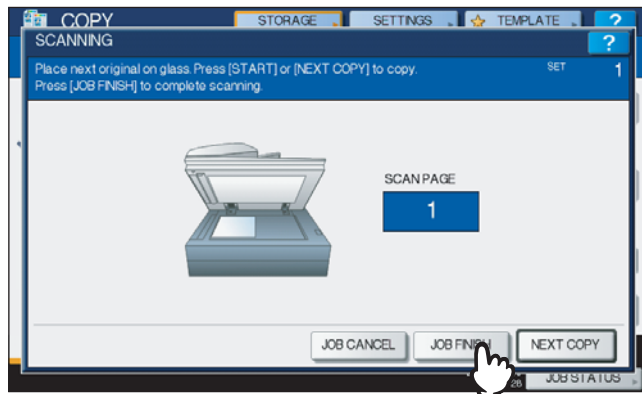 COPY STORAGE SETTINGS TEMPLATE ?
SCANNING ?
Place next original on glass. Press [START] or [NEXT COPY] to copy. SET 1
Press [JOB FINISH] to complete scanning.
SCAN PAGE
1
JOB CANCEL JOB FINISH NEXT COPY
28 JOB STATUS